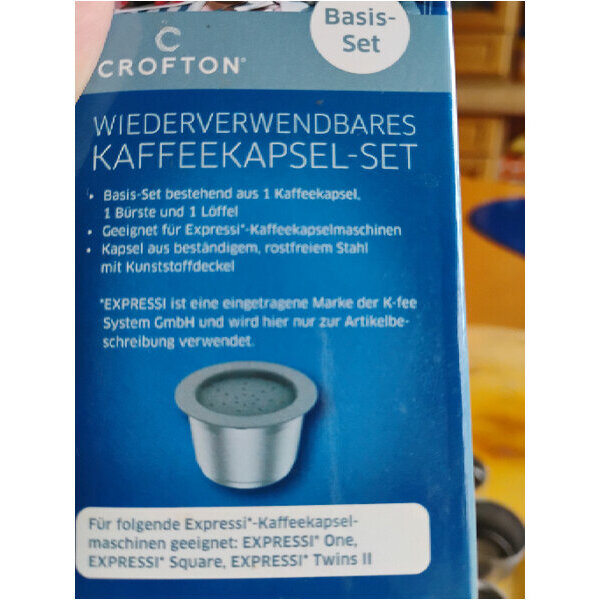 Basis-
Set
CROFTON®
WIEDERVERWENDBARES
KAFFEEKAPSEL-SET
• Basis-Set bestehend aus 1 Kaffeekapsel,
1 Bürste und 1 Löffel
• Geeignet für Expressi*-Kaffeekapselmaschinen
• Kapsel aus beständigem, rostfreiem Stahl
mit Kunststoffdeckel
*EXPRESSI ist eine eingetragene Marke der K-fee
System GmbH und wird hier nur zur Artikelbe-
schreibung verwendet.
Für folgende Expressi*-Kaffeekapsel-
maschinen geeignet: EXPRESSI* One,
EXPRESSI* Square, EXPRESSI* Twins II